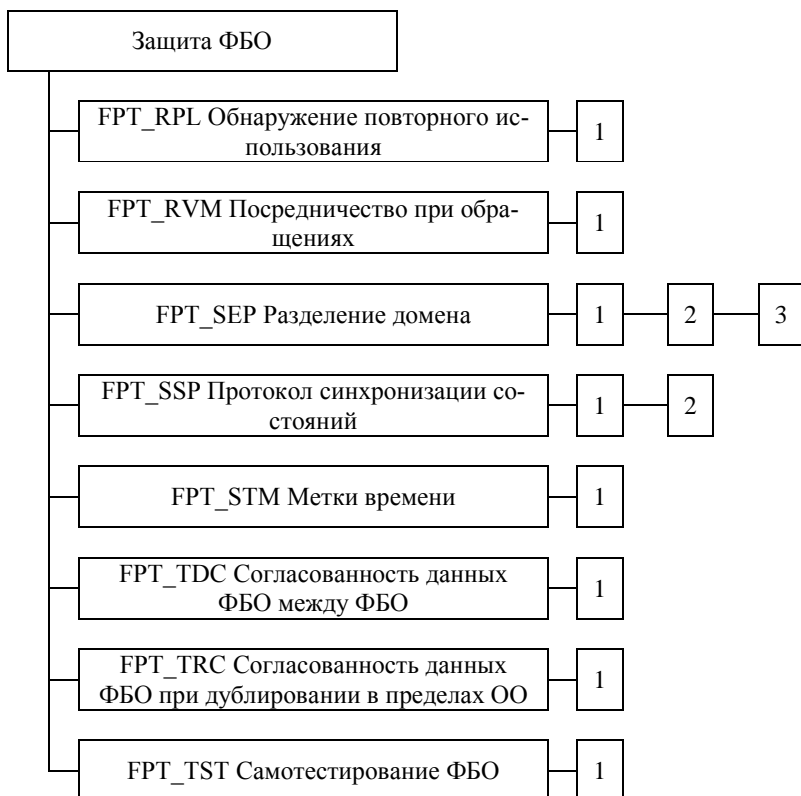 Защита ФБО
FPT_RPL Обнаружение повторного ис-
пользования
1
FPT_RVM Посредничество при обра-
щениях
1
FPT_SEP Разделение домена
1
2
3
FPT_SSP Протокол синхронизации со-
стояний
1
2
FPT_STM Метки времени
1
FPT_TDC Согласованность данных
ФБО между ФБО
1
FPT_TRC Согласованность данных
ФБО при дублировании в пределах ОО
1
FPT_TST Самотестирование ФБО
1